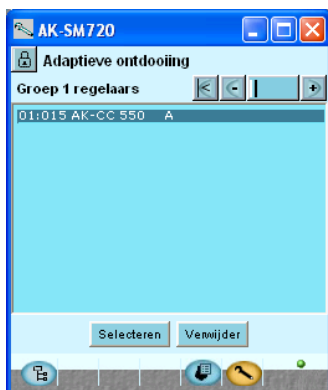 AK-SM720
Adaptieve ontdooiing
Groep 1 regelaars
01:015 AK-CC 550 A
Selecteren Verwijder